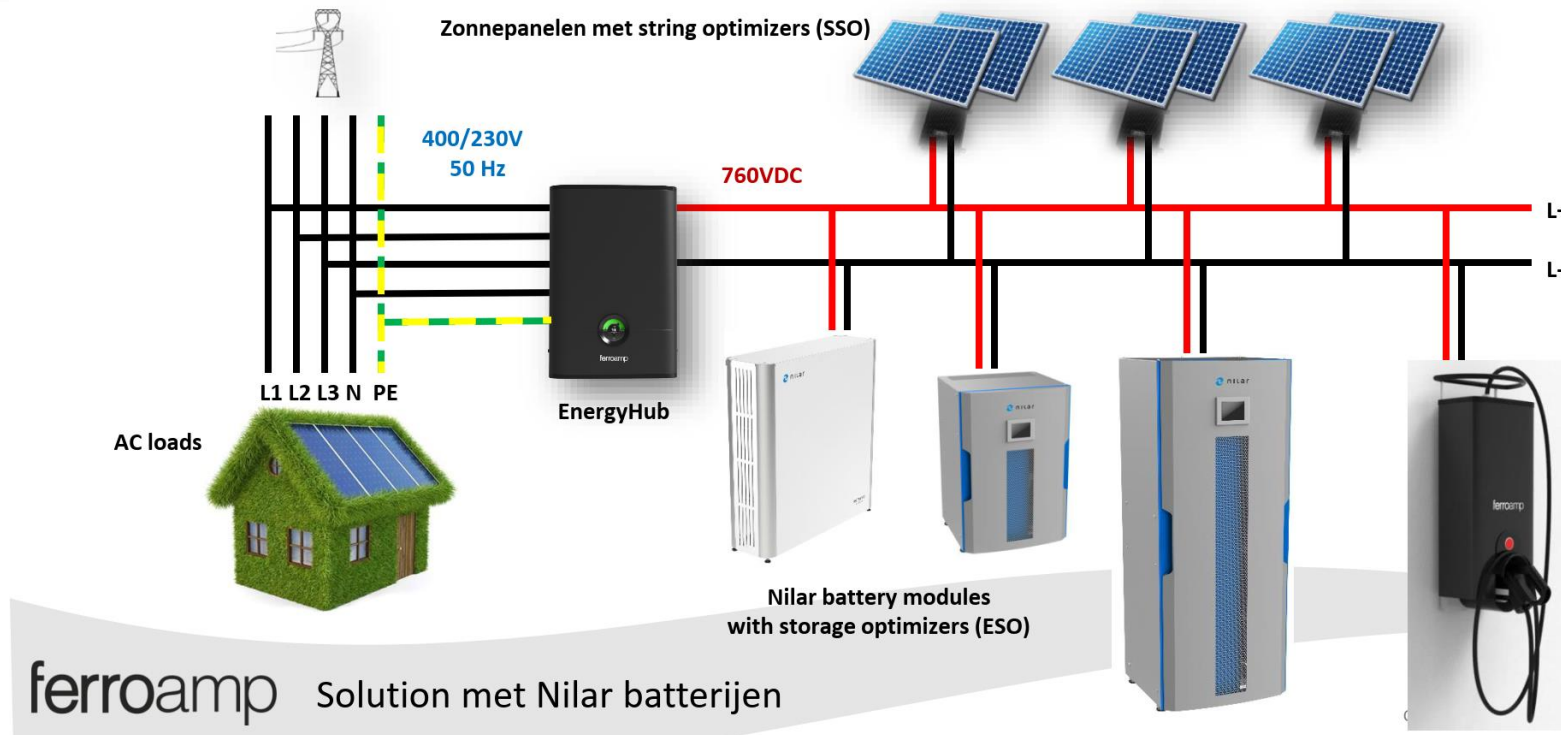 Zonnepanelen met string optimizers (SSO)
400/230V
50 Hz
760VDC
L-
L-
ferroamp
L1 L2 L3 N PE
EnergyHub
AC loads
nilar
nilar
nilar
ferroamp
Nilar battery modules
with storage optimizers (ESO)
ferroamp
Solution met Nilar batterijen